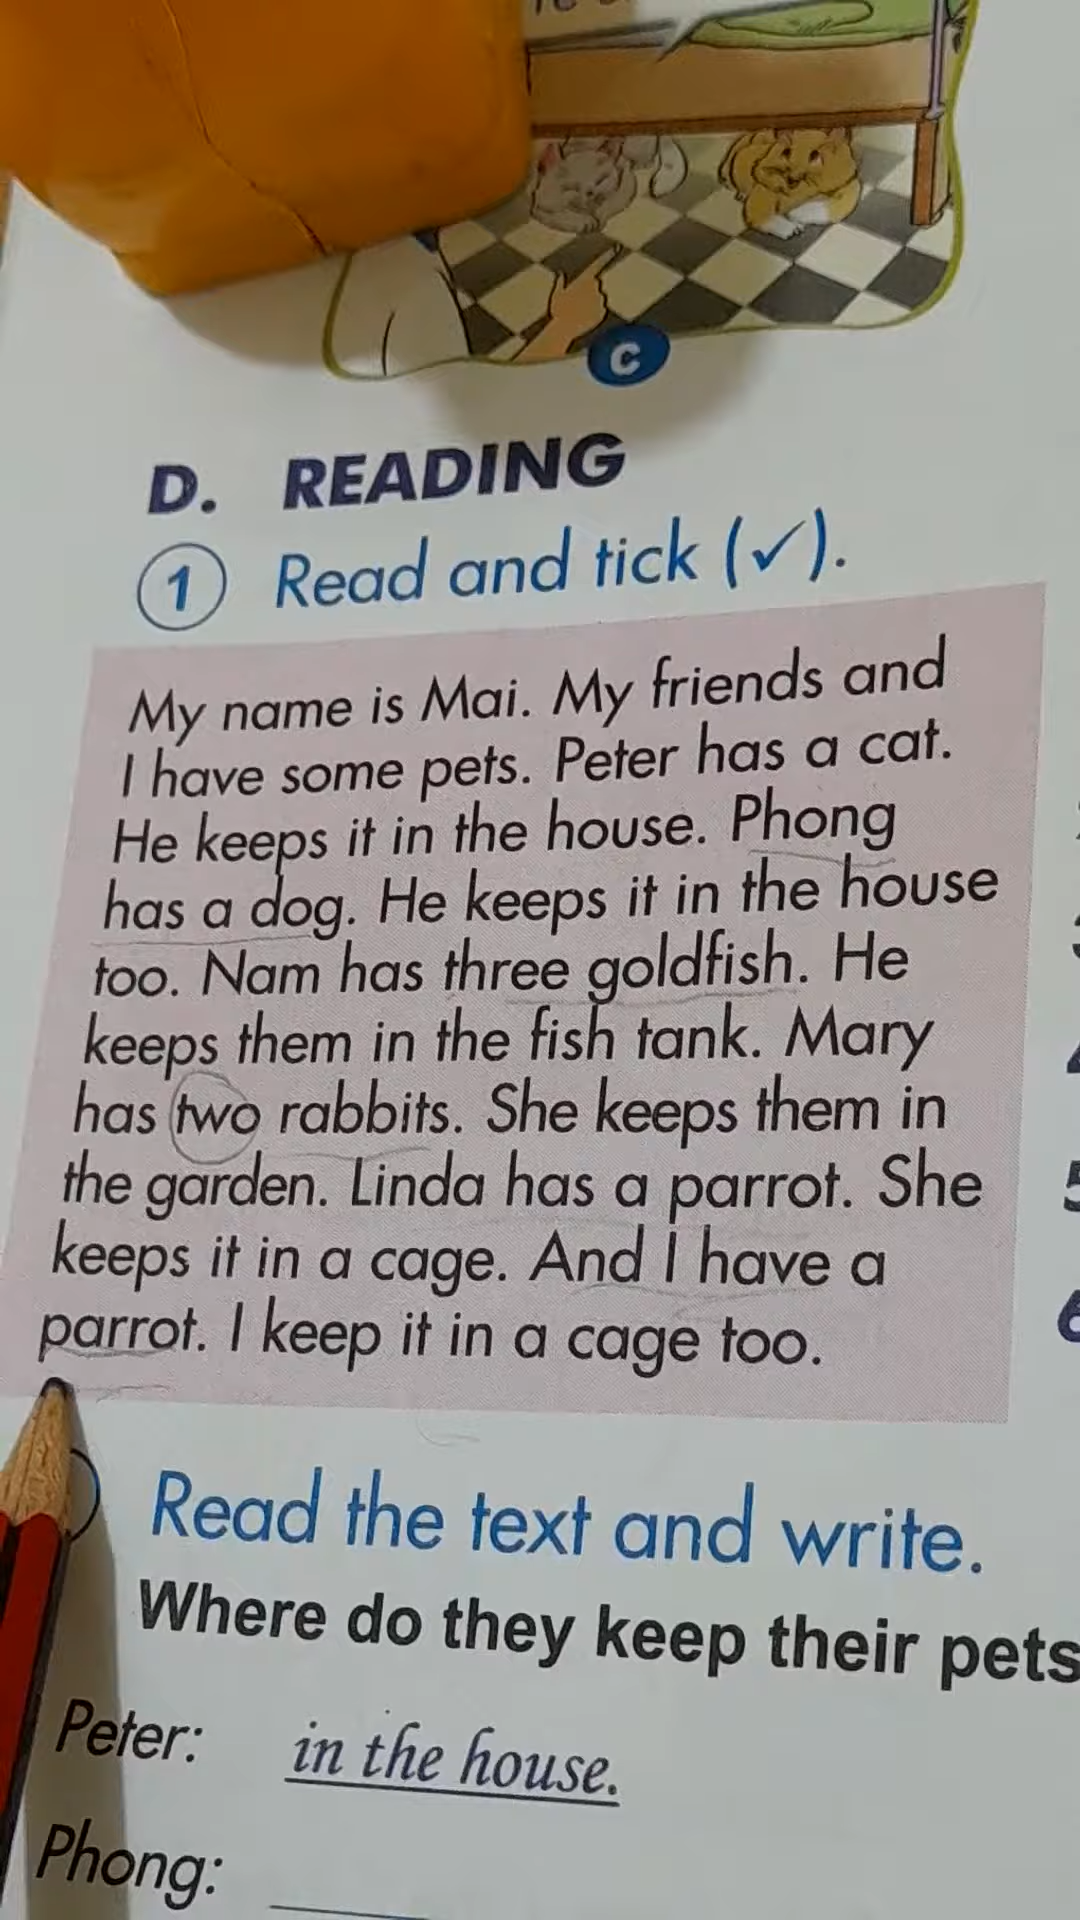 C
D. READING
1 Read and tick (✓).
My name is Mai. My friends and
I have some pets. Peter has a cat.
He keeps it in the house. Phong
has a dog. He keeps it in the house
too. Nam has three goldfish. He
keeps them in the fish tank. Mary
has two rabbits. She keeps them in
the garden. Linda has a parrot. She
keeps it in a cage. And I have a
parrot. I keep it in a cage too.
Read the text and write.
Where do they keep their pets
Peter: in the house.
Phong: